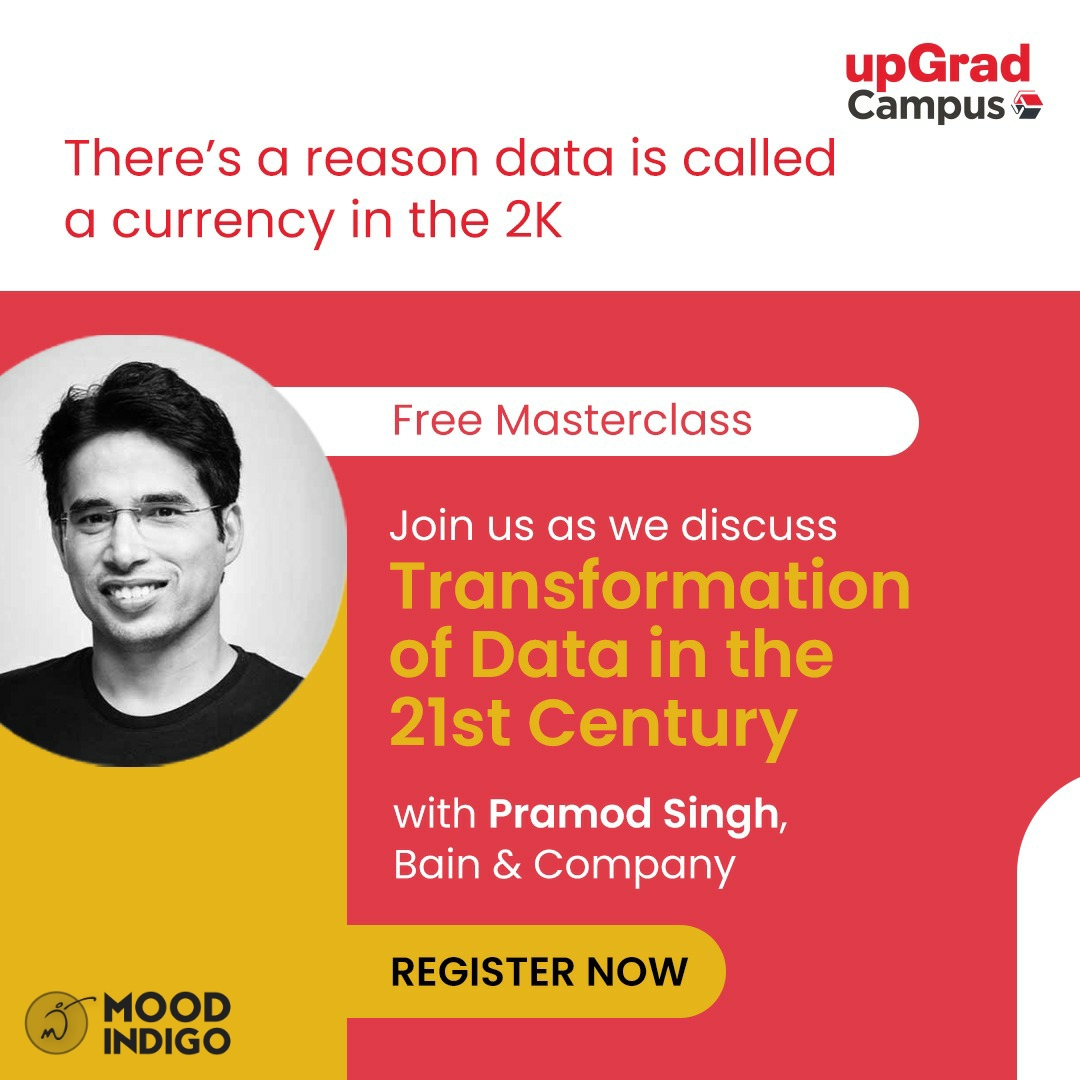 upGrad
Campus
There’s a reason data is called
a currency in the 2K
Free Masterclass
Join us as we discuss
Transformation
of Data in the
21st Century
with Pramod Singh,
Bain & Company
REGISTER NOW
MOOD
INDIGO